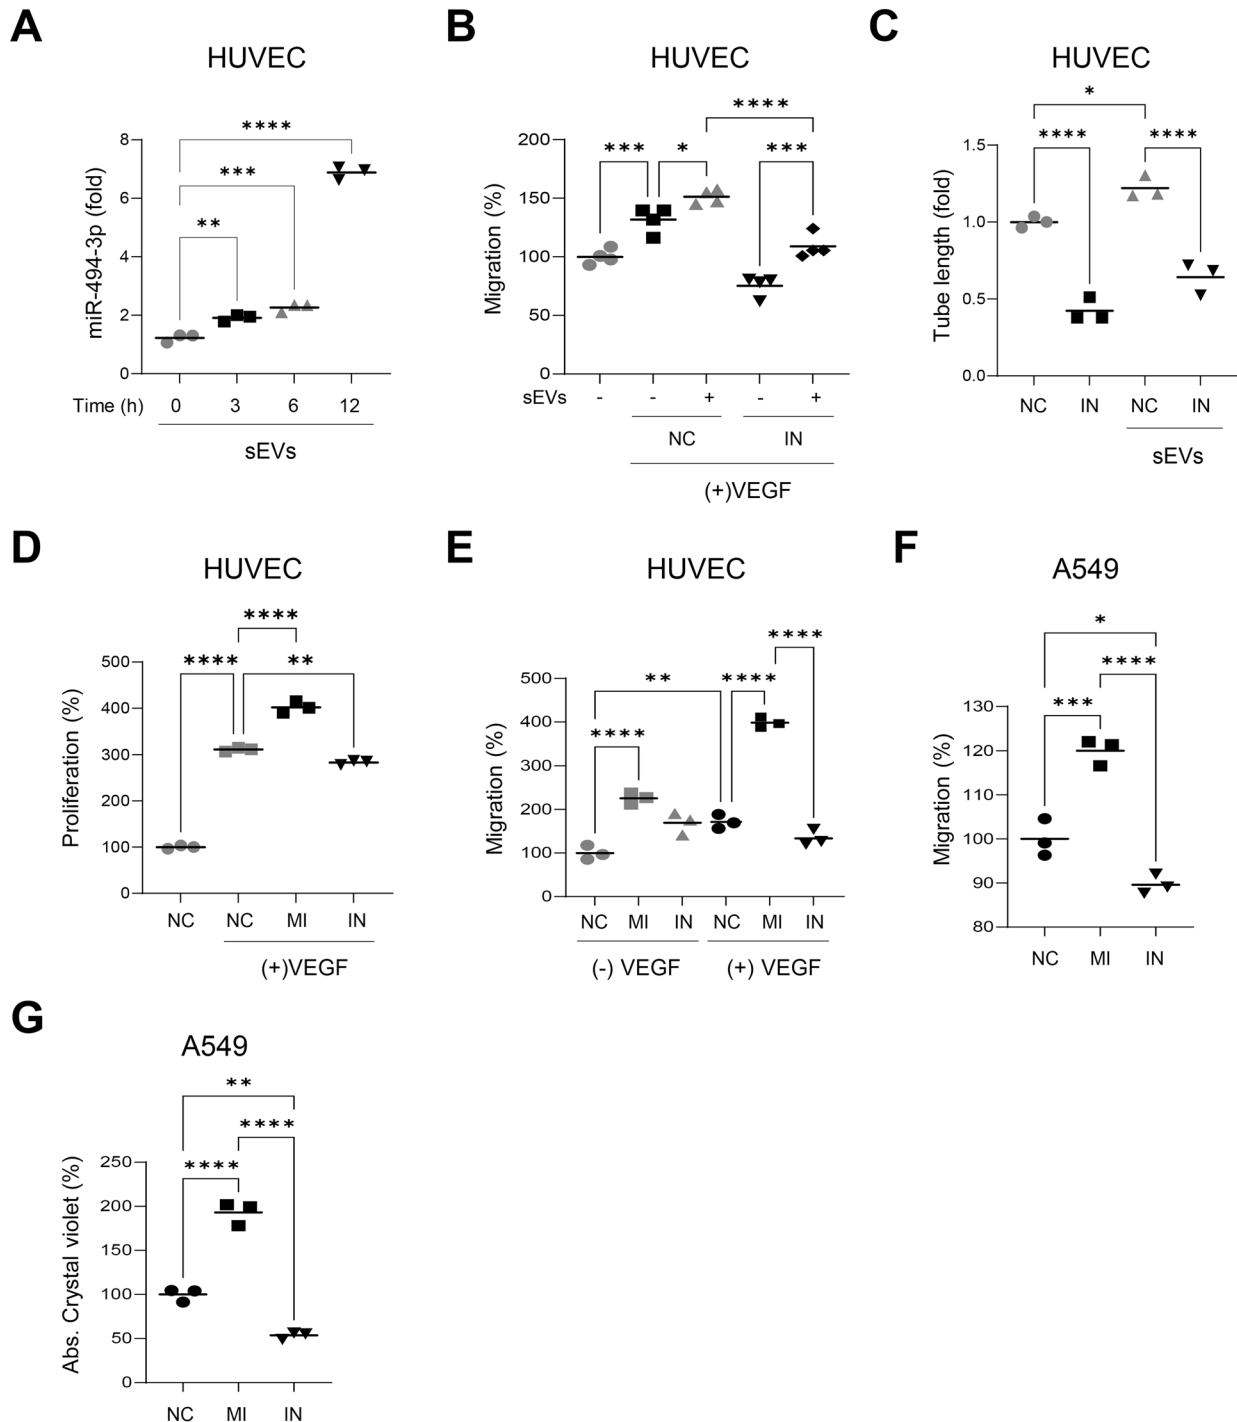 A
HUVEC
miR-494-3p (fold)
8
6
4
2
0
****
***
**
Time (h) 0 3 6 12
sEVs
B
HUVEC
Migration (%)
200
150
100
50
0
****
*** * ***
sEVs - - + - +
NC IN
(+)VEGF
C
HUVEC
Tube length (fold)
1.5
1.0
0.5
0.0
*
**** ****
NC IN NC IN
sEVs
D
HUVEC
Proliferation (%)
500
400
300
200
100
0
****
**** **
NC NC MI IN
(+)VEGF
E
HUVEC
Migration (%)
500
400
300
200
100
0
****
** ****
****
NC MI IN NC MI IN
(-) VEGF (+) VEGF
F
A549
Migration (%)
130
120
110
100
90
80
*
****
***
NC MI IN
G
A549
Abs. Crystal violet (%)
250
200
150
100
50
0
**
****
****
NC MI IN